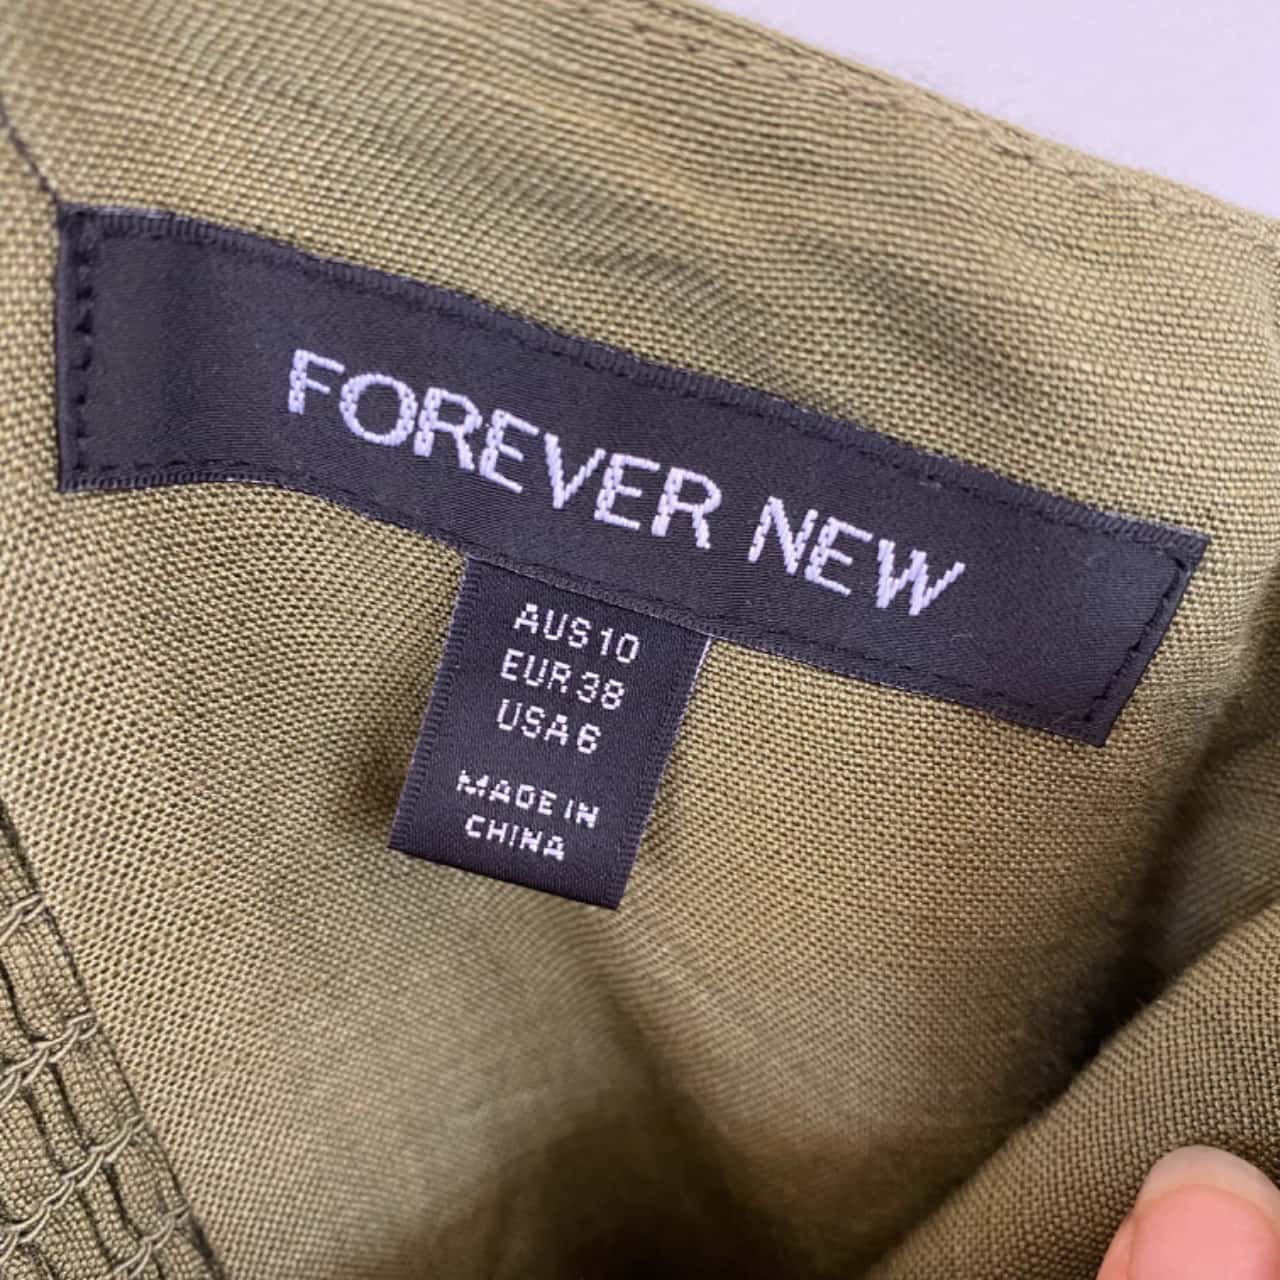 FOREVER NEW
AUS 10
EUR 38
USA 6
MADE IN
CHINA